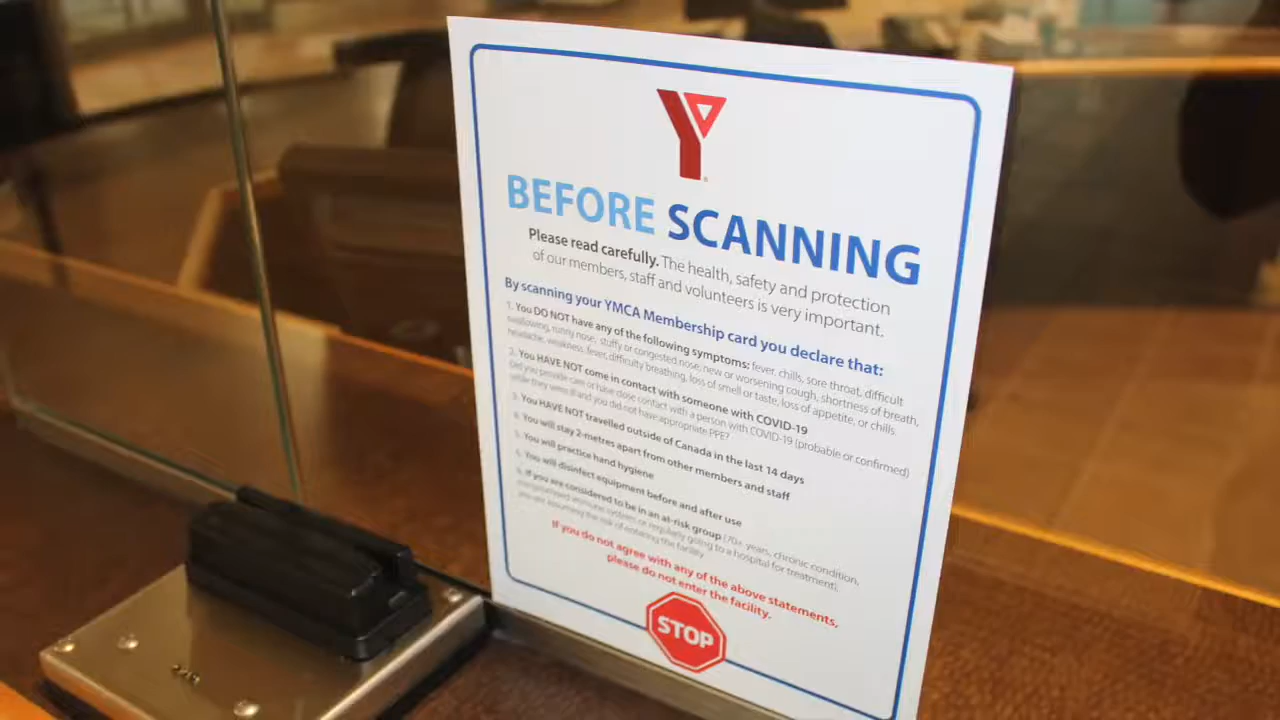 Y
BEFORE SCANNING
Please read carefully. The health, safety and protection
of our members, staff and volunteers is very important.
By scanning your YMCA Membership card you declare that:
1. You DO NOT have any of the following symptoms: fever, chills, sore throat, difficult
swallowing, runny nose, stuffy or congested nose, new or worsening cough, shortness of breath,
headache, weakness, fever, difficulty breathing, loss of smell or taste, loss of appetite, or chills.
2. You HAVE NOT come in contact with someone with COVID-19
Did you provide care or have close contact with a person with COVID-19 (probable or confirmed)
while they were ill and you did not have appropriate PPE?
3. You HAVE NOT travelled outside of Canada in the last 14 days
4. You will stay 2-metres apart from other members and staff
5. You will practice hand hygiene
6. You will disinfect equipment before and after use
If you are considered to be in an at-risk group (70+ years, chronic condition,
immune system or regularly going to a hospital for treatment),
you are assuming the risk of entering the facility
If you do not agree with any of the above statements,
please do not enter the facility.
STOP